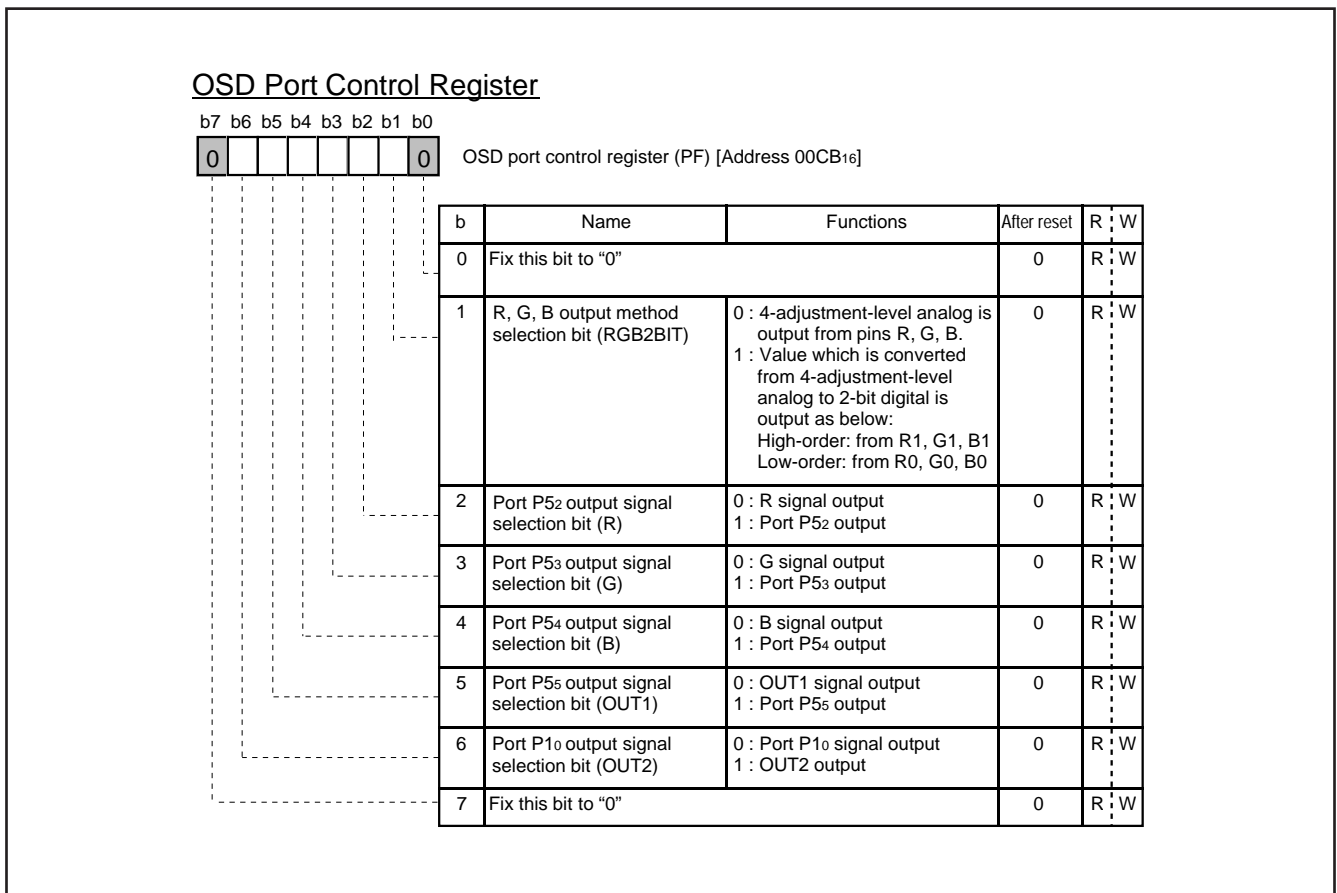 OSD Port Control Register
b7 b6 b5 b4 b3 b2 b1 b0
0 0 OSD port control register (PF) [Address 00CB16]
b Name Functions After reset R W
0 Fix this bit to “0” 0 R W
1 R, G, B output method 0 : 4-adjustment-level analog is 0 R W
selection bit (RGB2BIT) output from pins R, G, B.
1 : Value which is converted
from 4-adjustment-level
analog to 2-bit digital is
output as below:
High-order: from R1, G1, B1
Low-order: from R0, G0, B0
2 Port P52 output signal 0 : R signal output 0 R W
selection bit (R) 1 : Port P52 output
3 Port P53 output signal 0 : G signal output 0 R W
selection bit (G) 1 : Port P53 output
4 Port P54 output signal 0 : B signal output 0 R W
selection bit (B) 1 : Port P54 output
5 Port P55 output signal 0 : OUT1 signal output 0 R W
selection bit (OUT1) 1 : Port P55 output
6 Port P10 output signal 0 : Port P10 signal output 0 R W
selection bit (OUT2) 1 : OUT2 output
7 Fix this bit to “0” 0 R W